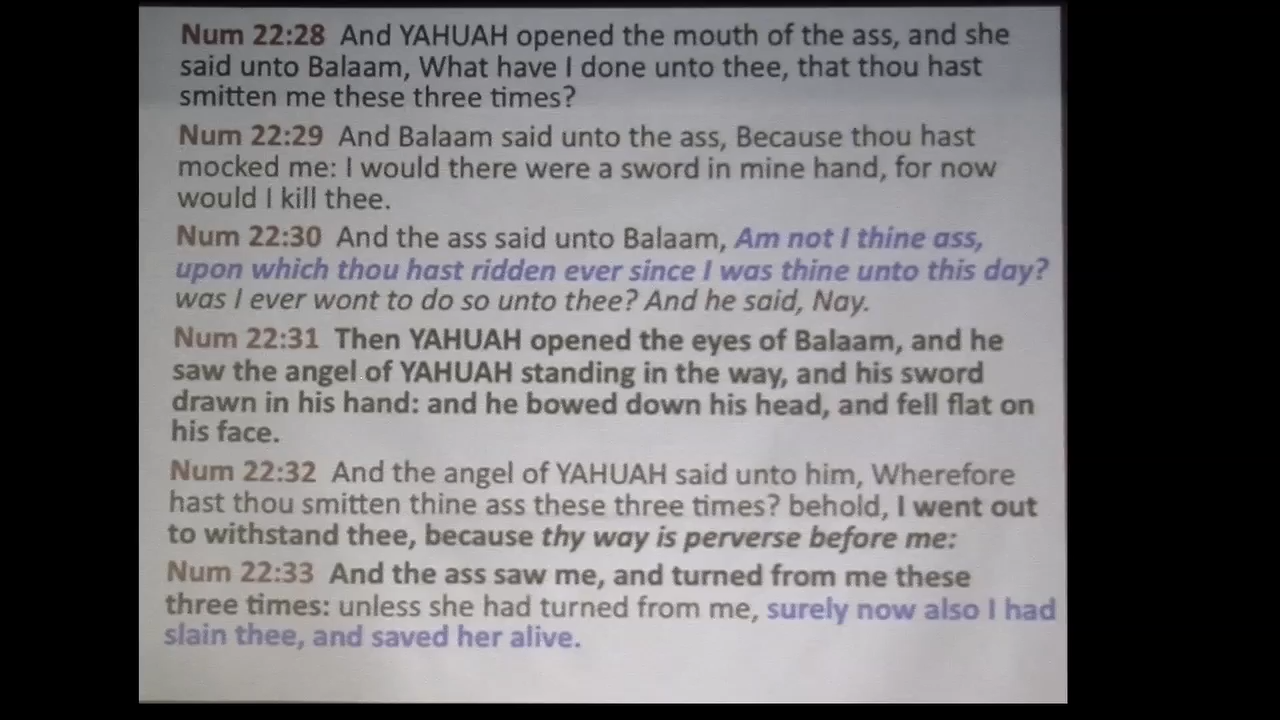 Num 22:28 And YAHUAH opened the mouth of the ass, and she
said unto Balaam, What have I done unto thee, that thou hast
smitten me these three times?
Num 22:29 And Balaam said unto the ass, Because thou hast
mocked me: I would there were a sword in mine hand, for now
would I kill thee.
Num 22:30 And the ass said unto Balaam, Am not I thine ass,
upon which thou hast ridden ever since I was thine unto this day?
was I ever wont to do so unto thee? And he said, Nay.
Num 22:31 Then YAHUAH opened the eyes of Balaam, and he
saw the angel of YAHUAH standing in the way, and his sword
drawn in his hand: and he bowed down his head, and fell flat on
his face.
Num 22:32 And the angel of YAHUAH said unto him, Wherefore
hast thou smitten thine ass these three times? behold, I went out
to withstand thee, because thy way is perverse before me:
Num 22:33 And the ass saw me, and turned from me these
three times: unless she had turned from me, surely now also I had
slain thee, and saved her alive.